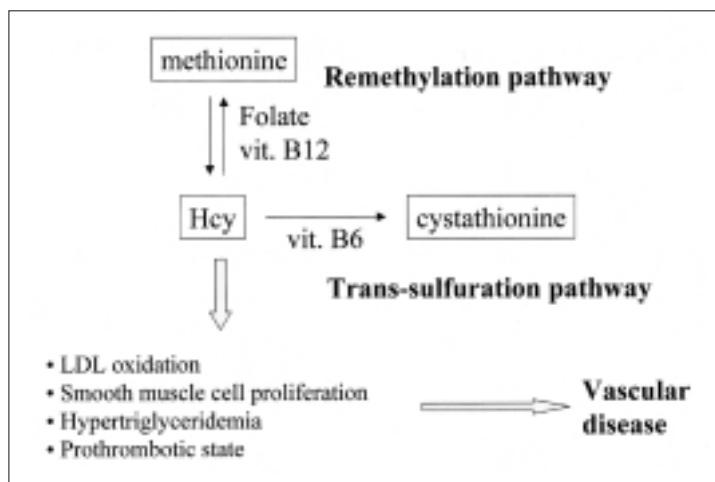 methionine
Remethylation pathway
Folate
vit. B12
Hcy
cystathionine
vit. B6
Trans-sulfuration pathway
• LDL oxidation
• Smooth muscle cell proliferation
• Hypertriglyceridemia
• Prothrombotic state
Vascular
disease